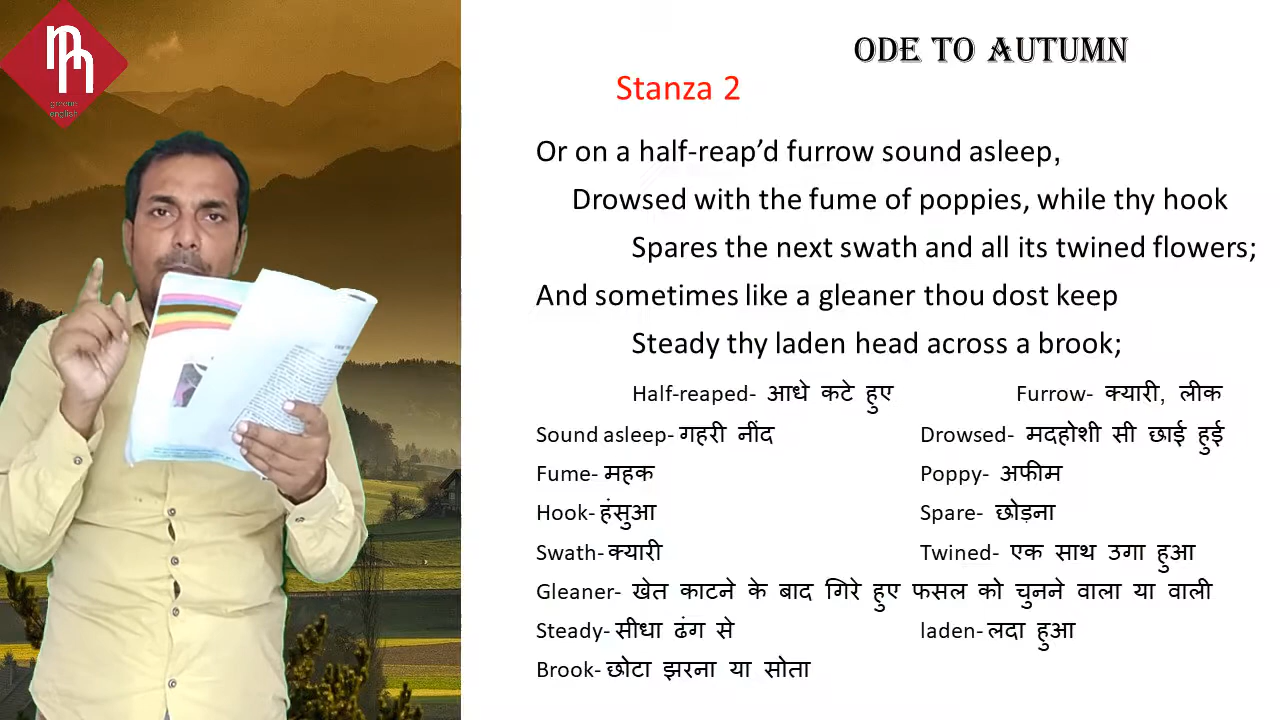 greene
english
ODE TO AUTUMN
Stanza 2
Or on a half-reap’d furrow sound asleep,
Drowsed with the fume of poppies, while thy hook
Spares the next swath and all its twined flowers;
And sometimes like a gleaner thou dost keep
Steady thy laden head across a brook;
Half-reaped- आधे कटे हुए Furrow- क्यारी, लीक
Sound asleep- गहरी नींद Drowsed- मदहोशी सी छाई हुई
Fume- महक Poppy- अफीम
Hook- हंसुआ Spare- छोड़ना
Swath- क्यारी Twined- एक साथ उगा हुआ
Gleaner- खेत काटने के बाद गिरे हुए फसल को चुनने वाला या वाली
Steady- सीधा ढंग से laden- लदा हुआ
Brook- छोटा झरना या सोता